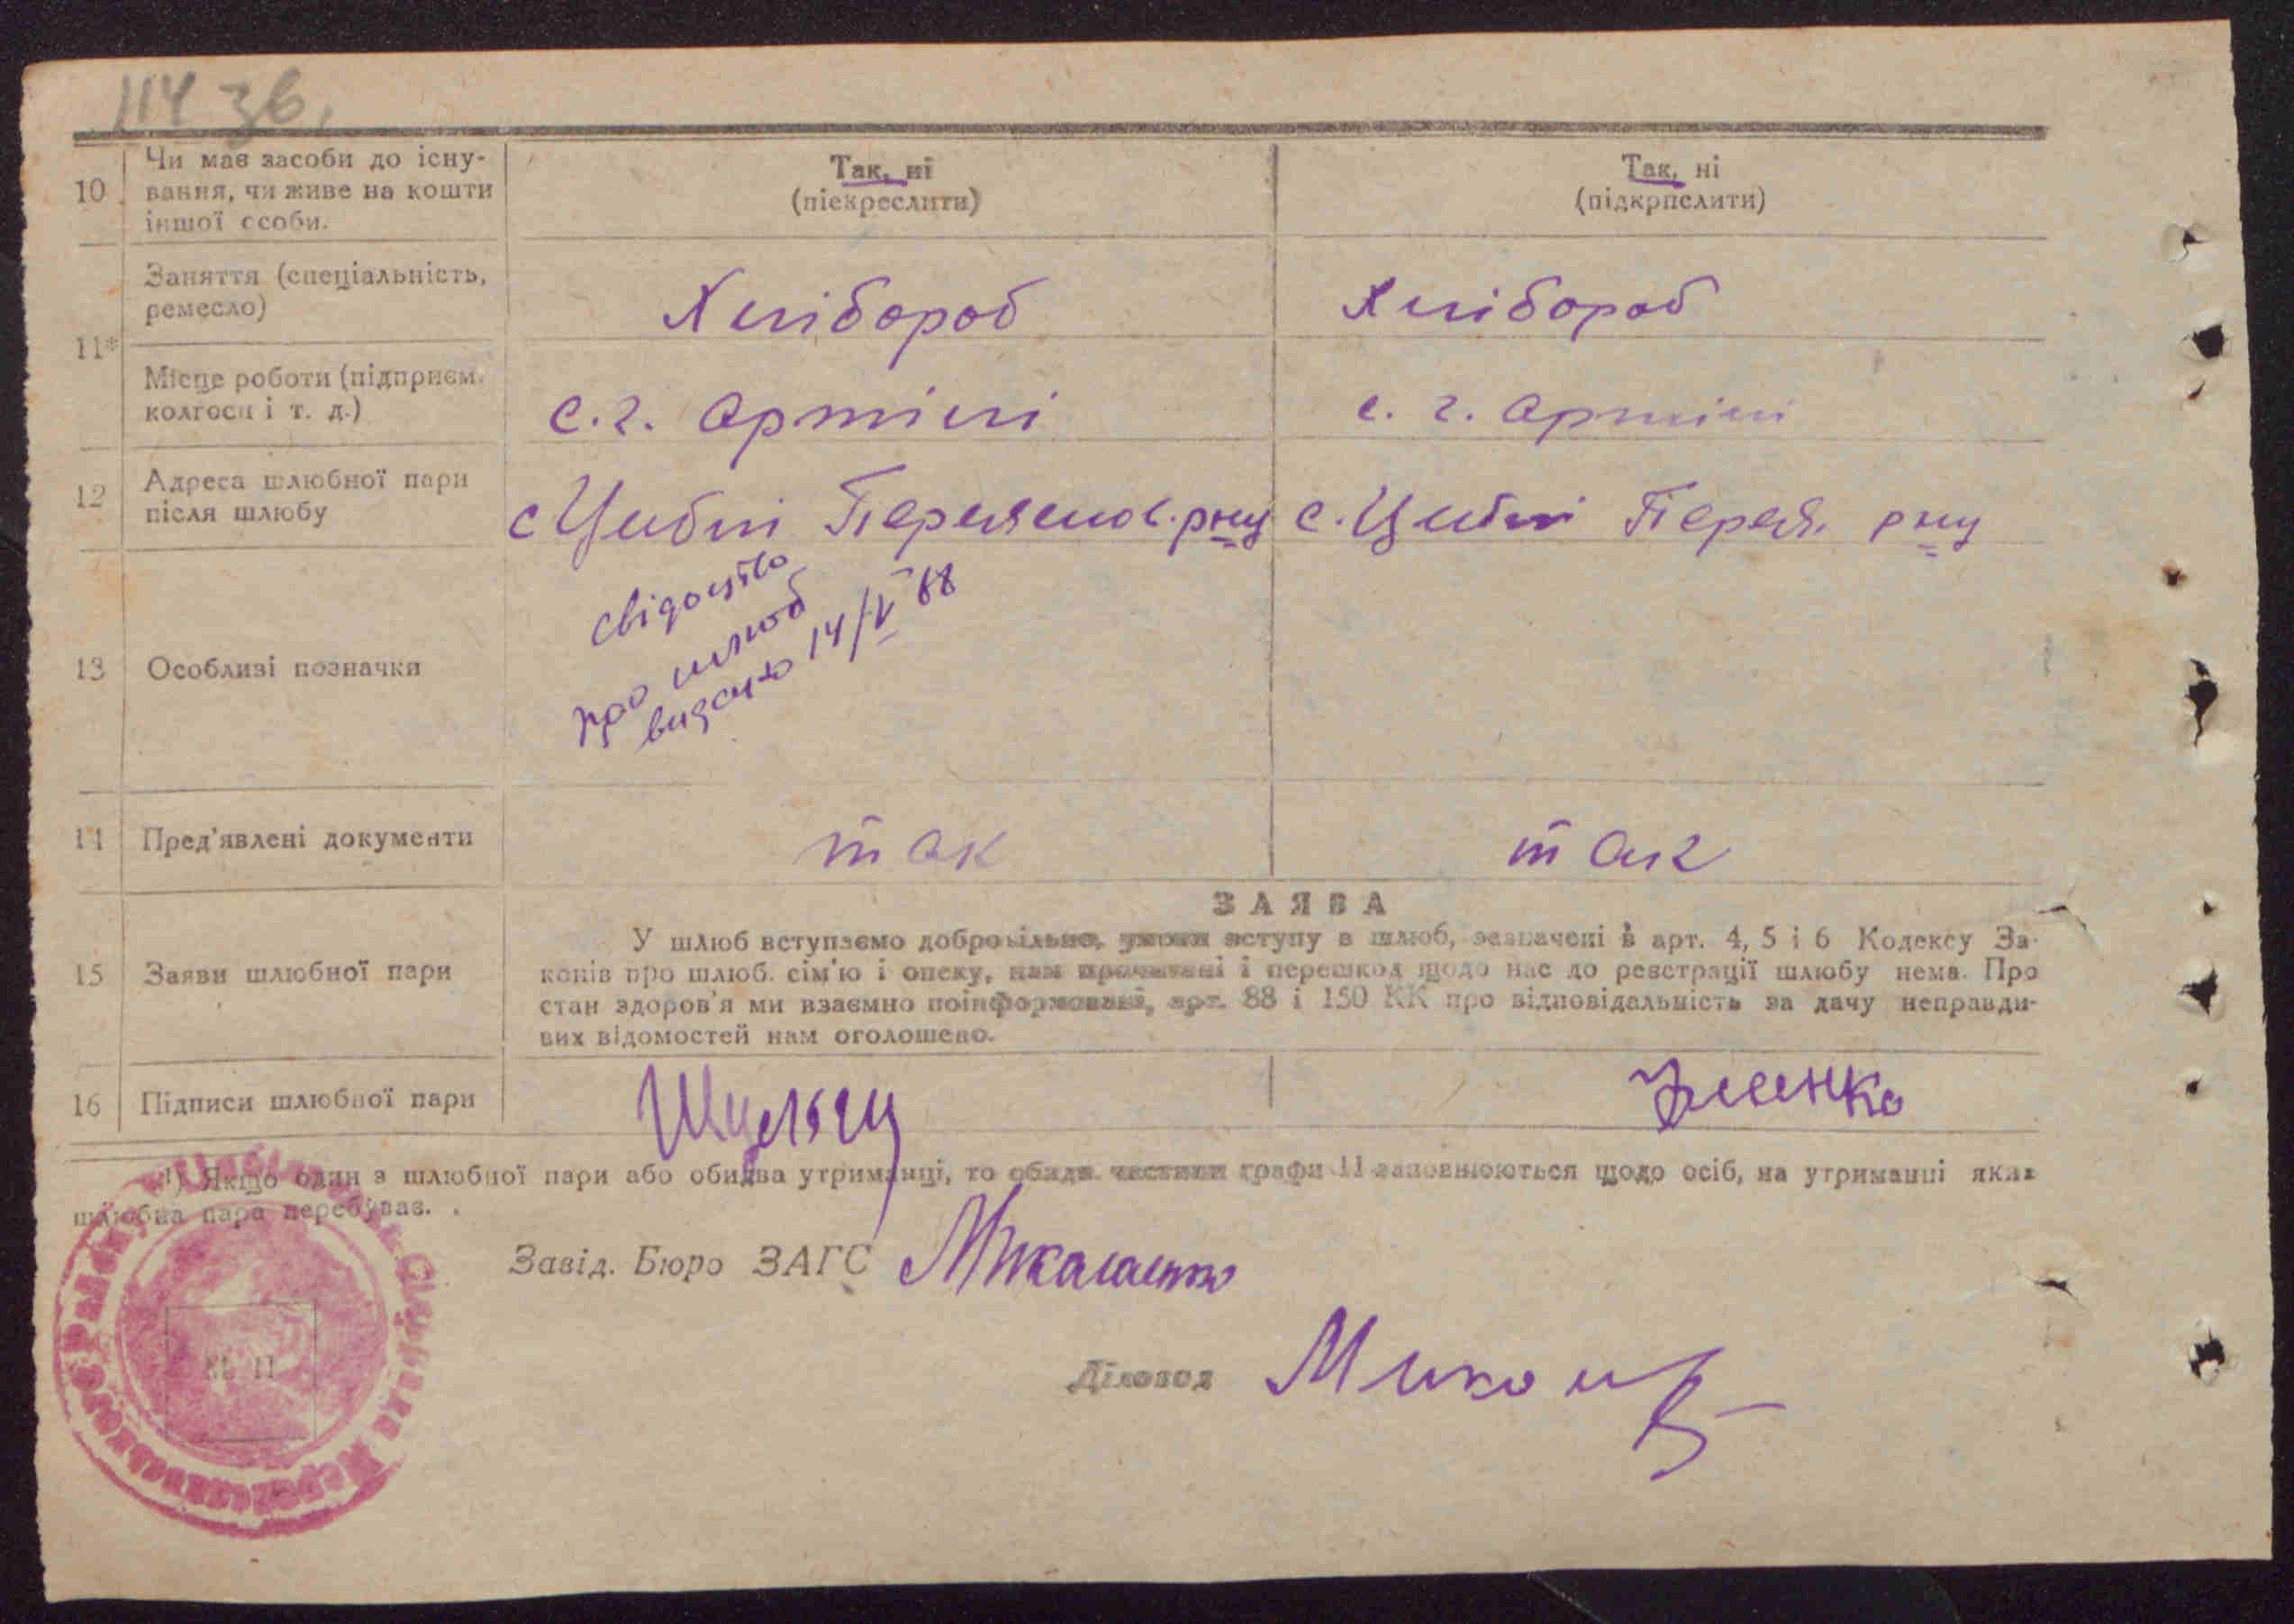 114 зв.
10 Чи має засоби до існу-
вання, чи живе на кошти
іншої особи.
Так, ні
(піекреслити)
Так, ні
(підкрпслити)
11* Заняття (спеціальність,
ремесло)
Хлібороб
Хлібороб
Місце роботи (підприєм.
колгосп і т. д.)
с.г. артілі
с. г. артілі
12 Адреса шлюбної пари
після шлюбу
с Циблі Переяслов. р-ну
с. Циблі Перея. р-ну
13 Особливі позначки
свідоцтво
про шлюб
видано 14/V 88
14 Пред'явлені документи
так
так
15 Заяви шлюбної пари
ЗАЯВА
У шлюб вступаємо добровільно, умови вступу в шлюб, зазначені в арт. 4, 5 і 6 Кодексу За-
конів про шлюб. сім'ю і опеку, нам прочитані і перешкод щодо нас до реєстрації шлюбу нема. Про
стан здоров'я ми взаємно поінформовані, арт. 88 і 150 КК про відповідальність за дачу неправди-
вих відомостей нам оголошено.
16 Підписи шлюбної пари
¹) Якщо один з шлюбної пари або обидва утриманці, то обидв. частини графи 11 заповнюються щодо осіб, на утриманні яких
шлюбна пара перебуває.
Завід. Бюро ЗАГС
Діловод